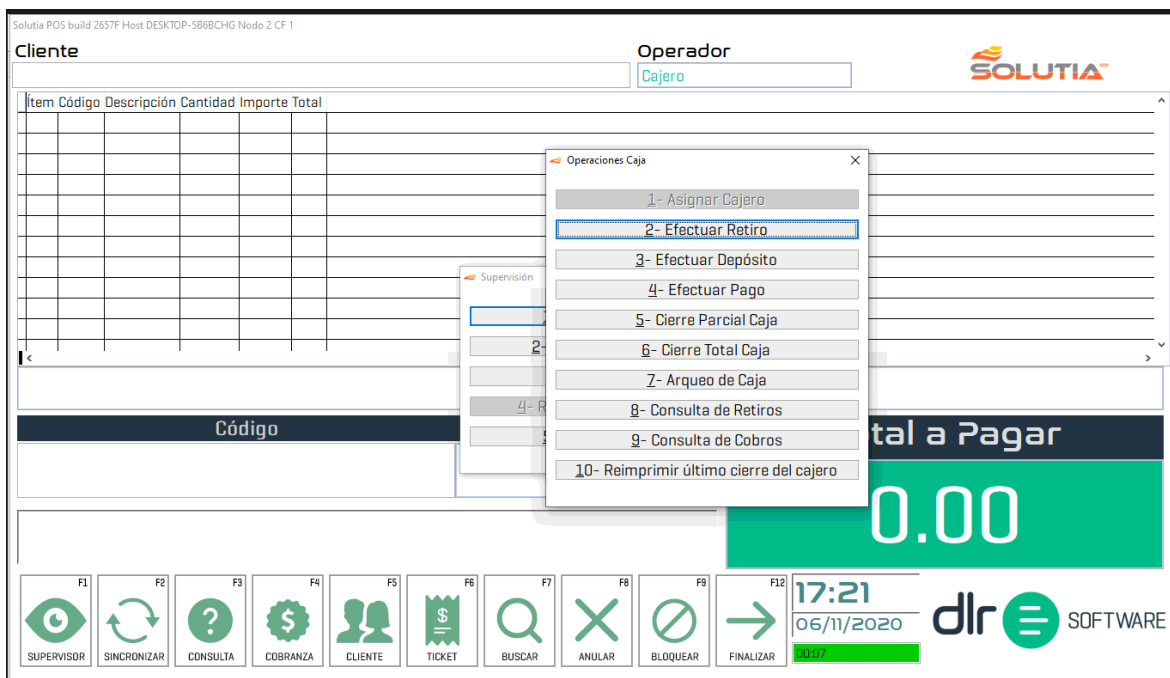 Solutia POS build 2657F Host DESKTOP-5B6BCHG Nodo 2 CF 1
Cliente
Operador
Cajero
SOLUTIA
Ítem Código Descripción Cantidad Importe Total
Operaciones Caja
1- Asignar Cajero
2- Efectuar Retiro
3- Efectuar Depósito
4- Efectuar Pago
5- Cierre Parcial Caja
6- Cierre Total Caja
7- Arqueo de Caja
8- Consulta de Retiros
9- Consulta de Cobros
10- Reimprimir último cierre del cajero
Supervisión
2-
4- R
Código
tal a Pagar
0.00
F1 SUPERVISOR
F2 SINCRONIZAR
F3 CONSULTA
F4 COBRANZA
F5 CLIENTE
F6 TICKET
F7 BUSCAR
F8 ANULAR
F9 BLOQUEAR
F12 FINALIZAR
17:21
06/11/2020
00:07
dlr SOFTWARE